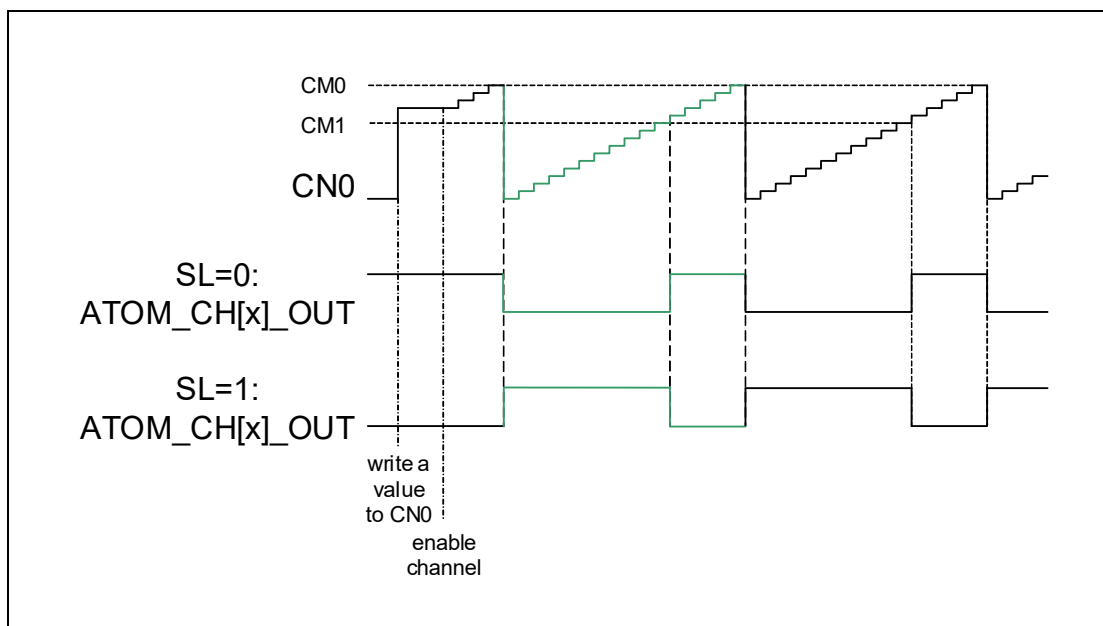 CM0
CM1
CN0
SL=0:
ATOM_CH[x]_OUT
SL=1:
ATOM_CH[x]_OUT
write a
value
to CN0
enable
channel